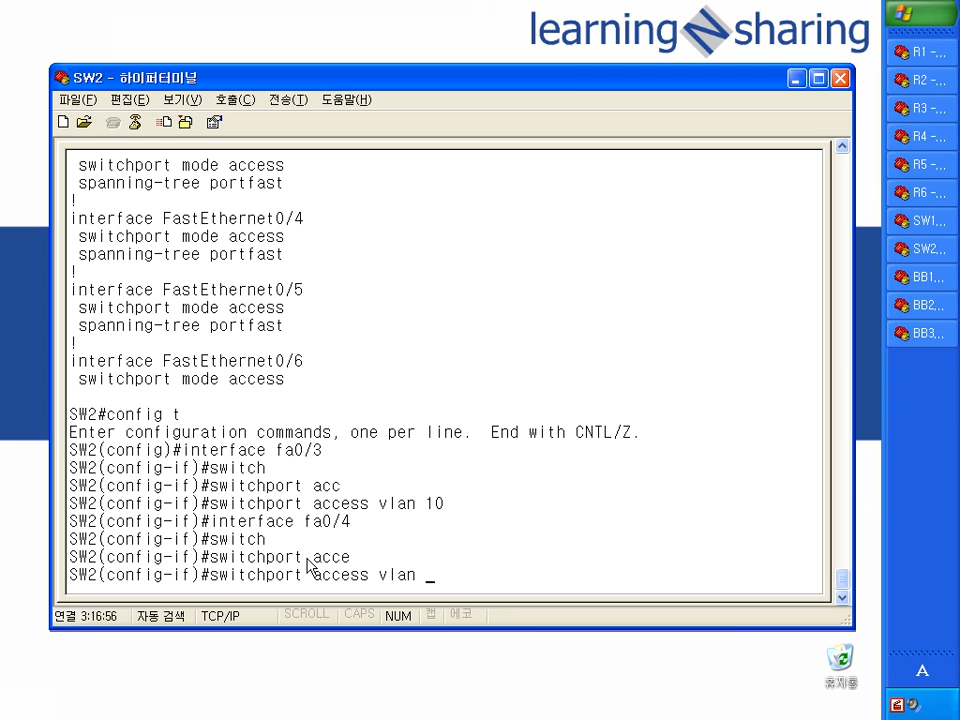 learning N sharing
SW2 - 하이퍼터미널
파일(F) 편집(E) 보기(V) 호출(C) 전송(T) 도움말(H)
switchport mode access
spanning-tree portfast
!
interface FastEthernet0/4
switchport mode access
spanning-tree portfast
!
interface FastEthernet0/5
switchport mode access
spanning-tree portfast
!
interface FastEthernet0/6
switchport mode access
SW2#config t
Enter configuration commands, one per line.  End with CNTL/Z.
SW2(config)#interface fa0/3
SW2(config-if)#switch
SW2(config-if)#switchport acc
SW2(config-if)#switchport access vlan 10
SW2(config-if)#interface fa0/4
SW2(config-if)#switch
SW2(config-if)#switchport acce
SW2(config-if)#switchport access vlan _
연결 3:16:56 자동 검색 TCP/IP SCROLL CAPS NUM 캡 에코
R1 -...
R2 -...
R3 -...
R4 -...
R5 -...
R6 -...
SW1...
SW2...
BB1...
BB2...
BB3...
휴지통
A